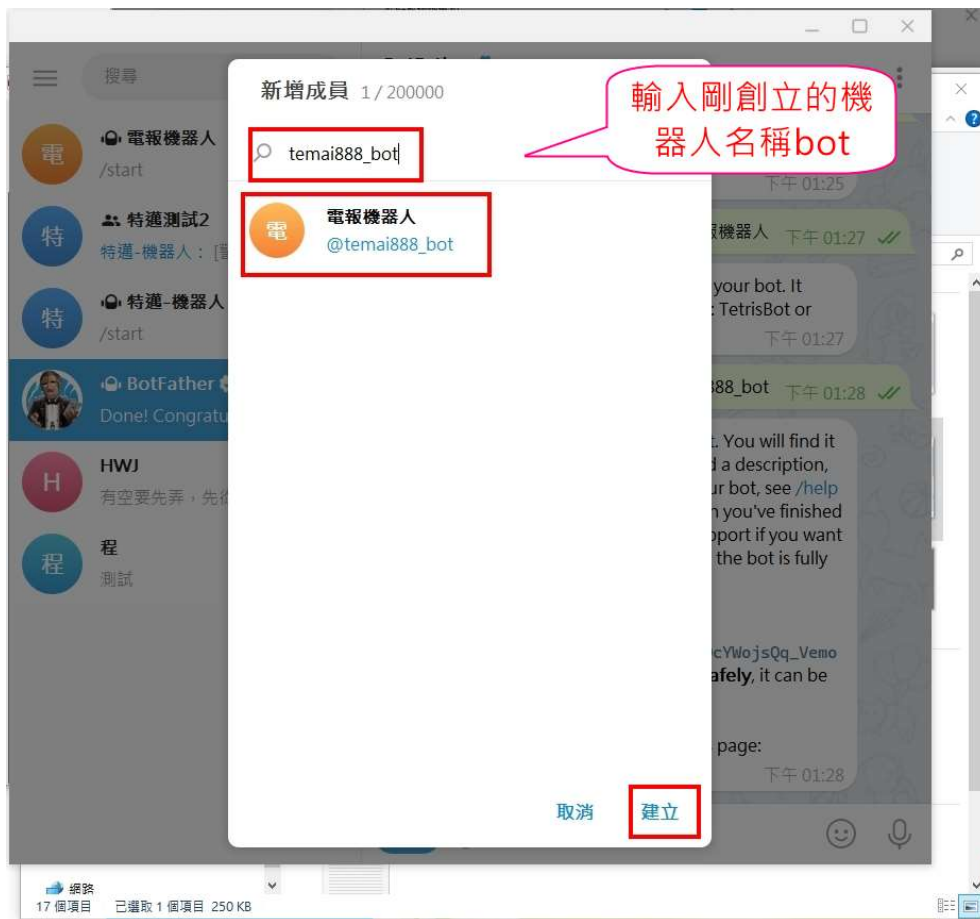 搜尋
新增成員 1 / 200000
輸入剛創立的機
器人名稱bot
temai888_bot
電報機器人
@temai888_bot
電
電報機器人
/start
特
特邁測試2
特邁-機器人：
特
特邁-機器人
/start
BotFather
Done! Congratu
H
HWJ
有空要先弄，先
程
程
測試
下午 01:25
機器人 下午 01:27
your bot. It
: TetrisBot or
下午 01:27
888_bot 下午 01:28
. You will find it
a description,
ur bot, see /help
you've finished
pport if you want
the bot is fully
cYWojsQq_Vemo
afely, it can be
page:
下午 01:28
取消 建立
網路
17 個項目 已選取 1 個項目 250 KB